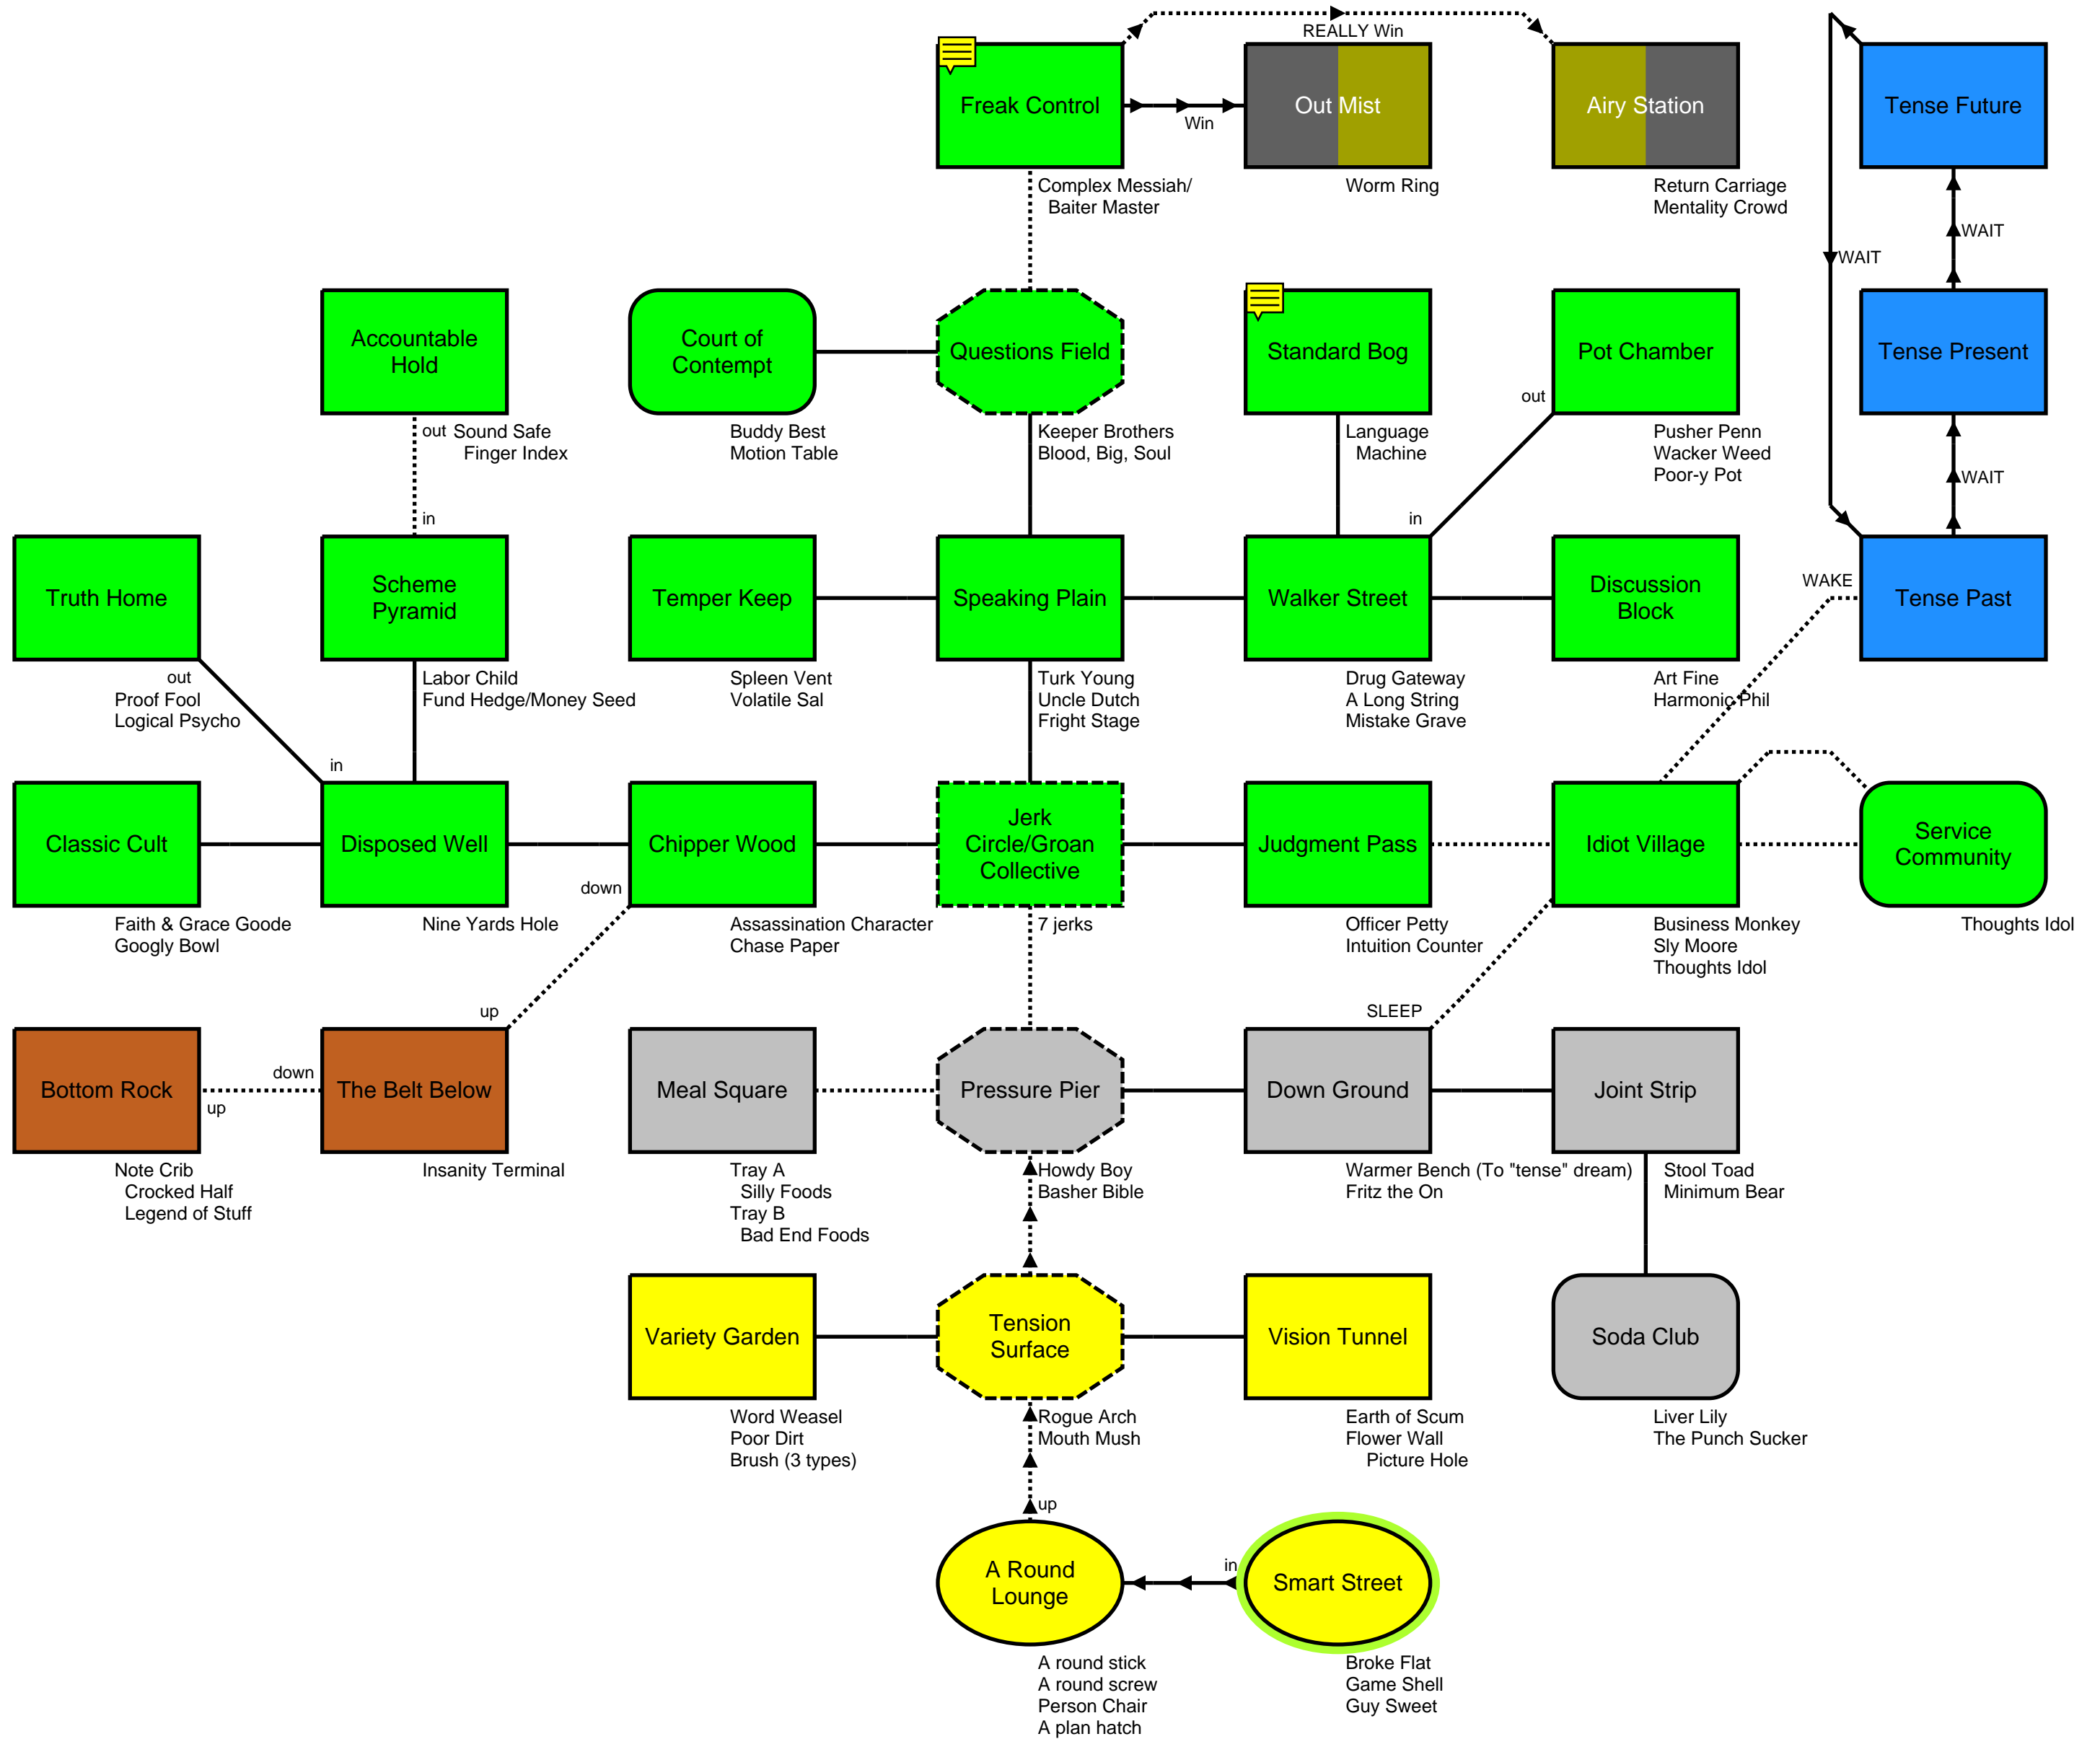 REALLY Win
Freak Control
Out Mist
Airy Station
Tense Future
Win
Complex Messiah/
Baiter Master
Worm Ring
Return Carriage
Mentality Crowd
WAIT
WAIT
Accountable
Hold
Court of
Contempt
Questions Field
Standard Bog
Pot Chamber
Tense Present
out
out
Sound Safe
Finger Index
Buddy Best
Motion Table
Keeper Brothers
Blood, Big, Soul
Language
Machine
Pusher Penn
Wacker Weed
Poor-y Pot
WAIT
in
in
Truth Home
Scheme
Pyramid
Temper Keep
Speaking Plain
Walker Street
Discussion
Block
WAKE
Tense Past
out
Proof Fool
Logical Psycho
Labor Child
Fund Hedge/Money Seed
Spleen Vent
Volatile Sal
Turk Young
Uncle Dutch
Fright Stage
Drug Gateway
A Long String
Mistake Grave
Art Fine
Harmonic Phil
in
Classic Cult
Disposed Well
Chipper Wood
Jerk
Circle/Groan
Collective
Judgment Pass
Idiot Village
Service
Community
down
Faith & Grace Goode
Googly Bowl
Nine Yards Hole
Assassination Character
Chase Paper
7 jerks
Officer Petty
Intuition Counter
Business Monkey
Sly Moore
Thoughts Idol
Thoughts Idol
up
SLEEP
Bottom Rock
down
up
The Belt Below
Meal Square
Pressure Pier
Down Ground
Joint Strip
Note Crib
Crocked Half
Legend of Stuff
Insanity Terminal
Tray A
Silly Foods
Tray B
Bad End Foods
Howdy Boy
Basher Bible
Warmer Bench (To "tense" dream)
Fritz the On
Stool Toad
Minimum Bear
Variety Garden
Tension
Surface
Vision Tunnel
Soda Club
Word Weasel
Poor Dirt
Brush (3 types)
Rogue Arch
Mouth Mush
Earth of Scum
Flower Wall
Picture Hole
Liver Lily
The Punch Sucker
up
A Round
Lounge
in
Smart Street
A round stick
A round screw
Person Chair
A plan hatch
Broke Flat
Game Shell
Guy Sweet